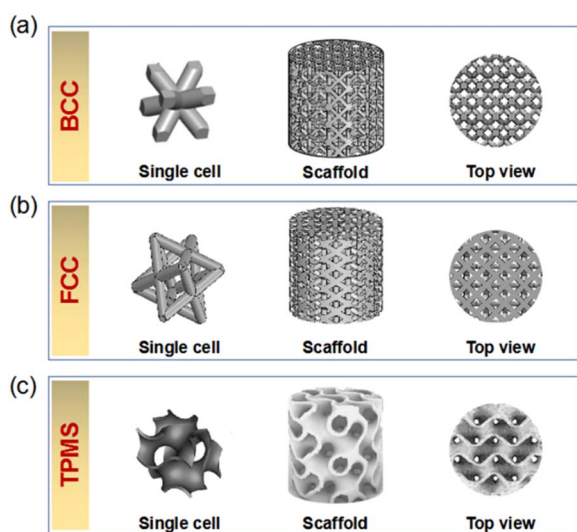 (a)
BCC
Single cell
Scaffold
Top view
(b)
FCC
Single cell
Scaffold
Top view
(c)
TPMS
Single cell
Scaffold
Top view